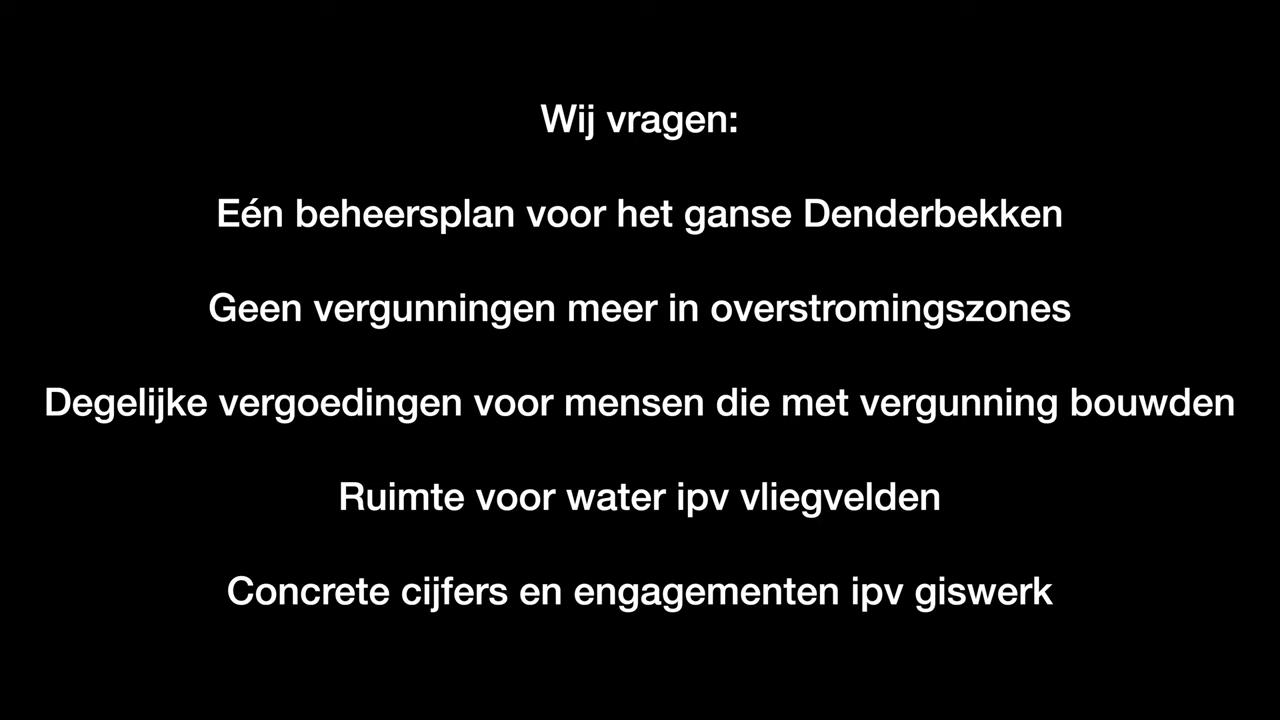 Wij vragen:
Eén beheersplan voor het ganse Denderbekken
Geen vergunningen meer in overstromingszones
Degelijke vergoedingen voor mensen die met vergunning bouwden
Ruimte voor water ipv vliegvelden
Concrete cijfers en engagementen ipv giswerk